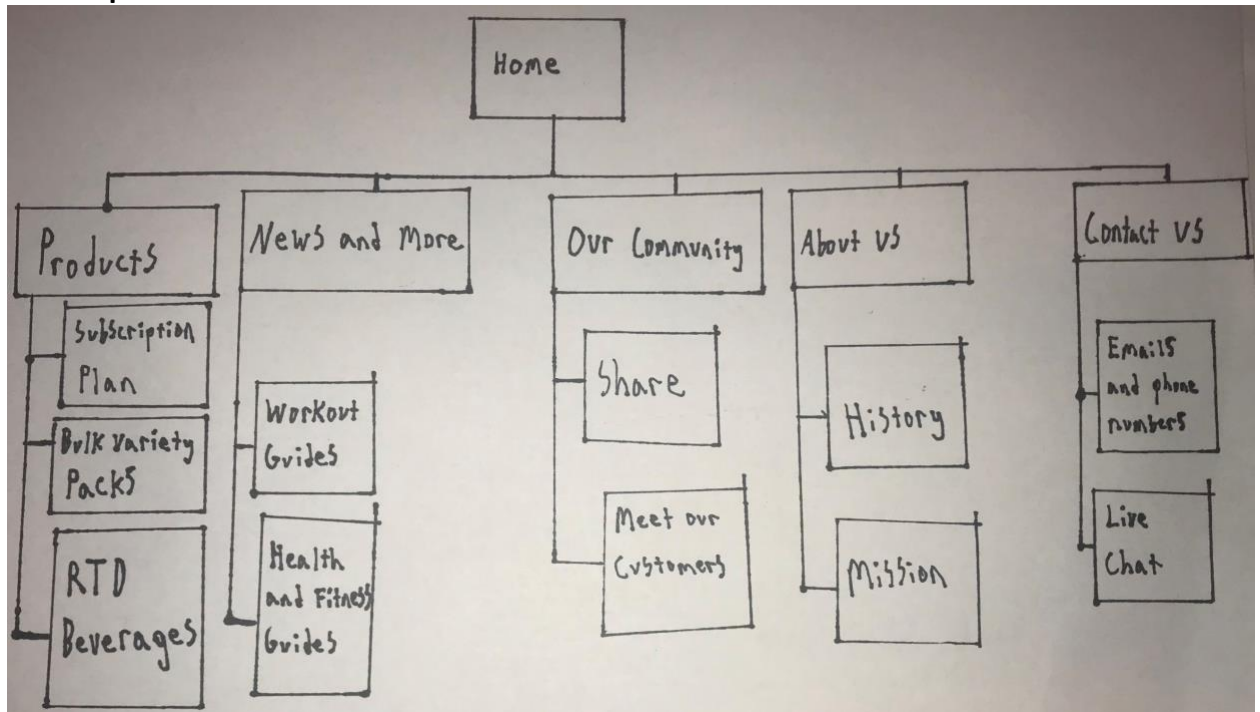 Home
Products
News and More
Our Community
About Us
Contact Us
Subscription
Plan
Bulk Variety
Packs
RTD
Beverages
Workout
Guides
Health
and Fitness
Guides
Share
Meet our
Customers
History
Mission
Emails
and phone
numbers
Live
Chat